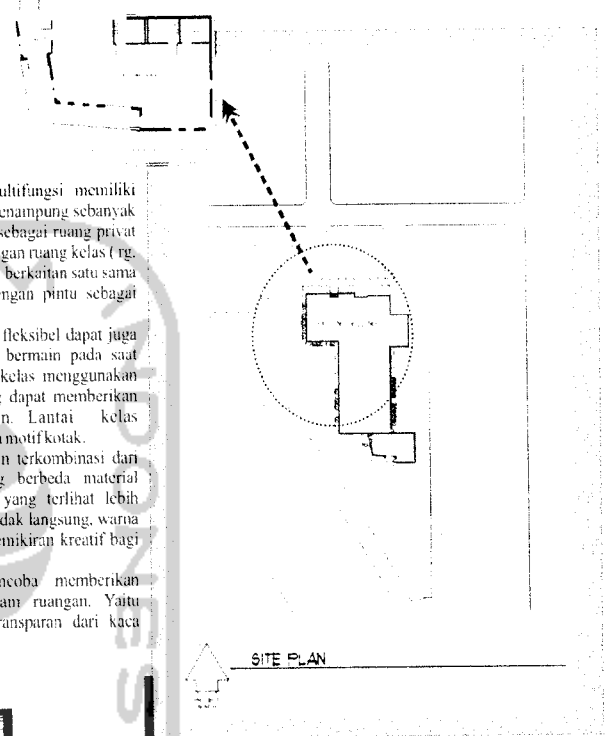 ultifungsi memiliki
enampung sebanyak
sebagai ruang privat
gan ruang kelas ( rg.
berkaitan satu sama
engan pintu sebagai
fleksibel dapat juga
bermain pada saat
kelas menggunakan
g dapat memberikan
n. Lantai kelas
a motif kotak.
n terkombinasi dari
g berbeda material
yang terlihat lebih
dak langsung, warna
emikiran kreatif bagi
ncoba memberikan
am ruangan. Yaitu
ransparan dari kaca
SITE PLAN
INDONES